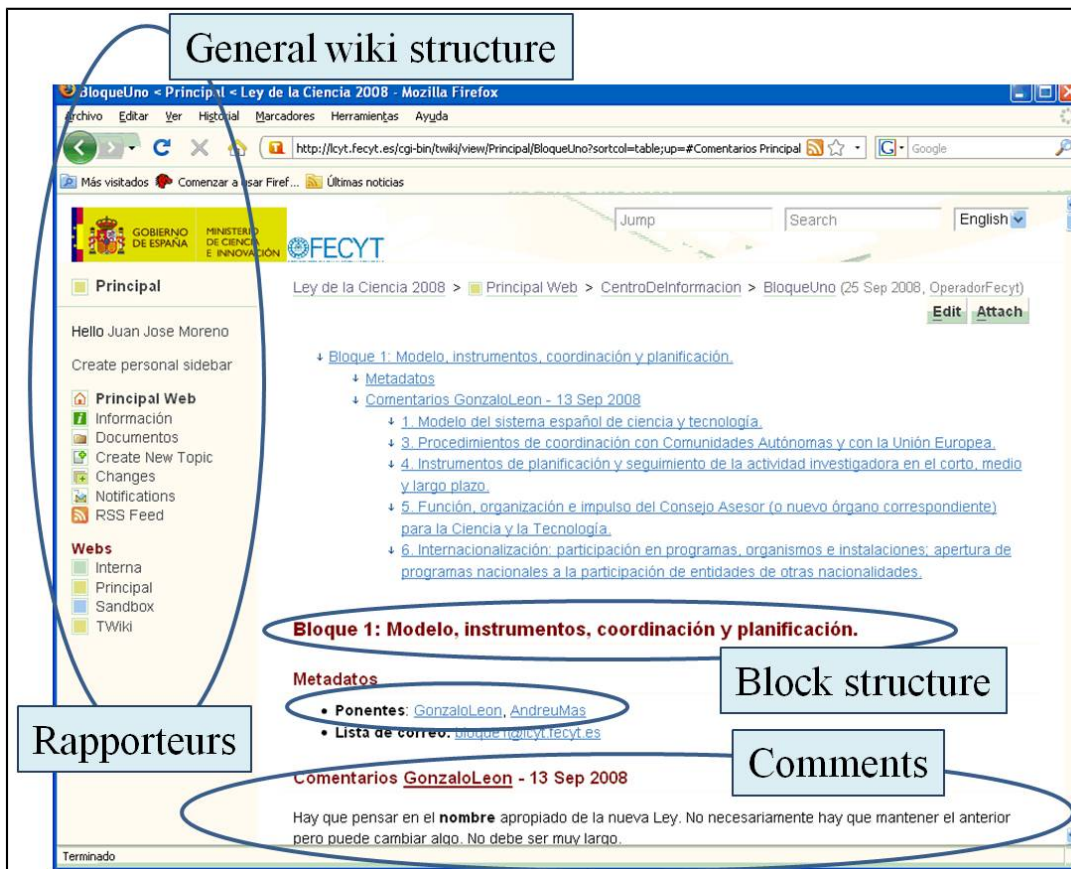 General wiki structure
BloqueUno < Principal < Ley de la Ciencia 2008 - Mozilla Firefox
Archivo Editar Ver Historial Marcadores Herramientas Ayuda
http://lcyt.fecyt.es/cgi-bin/twiki/view/Principal/BloqueUno?sortcol=table;up=#Comentarios Principal
Google
Más visitados Comenzar a usar Firef... Últimas noticias
GOBIERNO DE ESPAÑA
MINISTERIO DE CIENCIA E INNOVACIÓN
FECYT
Jump Search English
Principal
Ley de la Ciencia 2008 > Principal Web > CentroDeInformacion > BloqueUno (25 Sep 2008, OperadorFecyt)
Edit Attach
Hello Juan Jose Moreno
Create personal sidebar
Principal Web
Información
Documentos
Create New Topic
Changes
Notifications
RSS Feed
Webs
Interna
Principal
Sandbox
TWiki
Bloque 1: Modelo, instrumentos, coordinación y planificación.
Metadatos
Comentarios GonzaloLeon - 13 Sep 2008
1. Modelo del sistema español de ciencia y tecnología.
3. Procedimientos de coordinación con Comunidades Autónomas y con la Unión Europea.
4. Instrumentos de planificación y seguimiento de la actividad investigadora en el corto, medio
y largo plazo.
5. Función, organización e impulso del Consejo Asesor (o nuevo órgano correspondiente)
para la Ciencia y la Tecnología.
6. Internacionalización: participación en programas, organismos e instalaciones; apertura de
programas nacionales a la participación de entidades de otras nacionalidades.
Bloque 1: Modelo, instrumentos, coordinación y planificación.
Block structure
Metadatos
• Ponentes: GonzaloLeon, AndreuMas
• Lista de correo:
Rapporteurs
Comments
Comentarios GonzaloLeon - 13 Sep 2008
Hay que pensar en el nombre apropiado de la nueva Ley. No necesariamente hay que mantener el anterior
pero puede cambiar algo. No debe ser muy largo.
Terminado